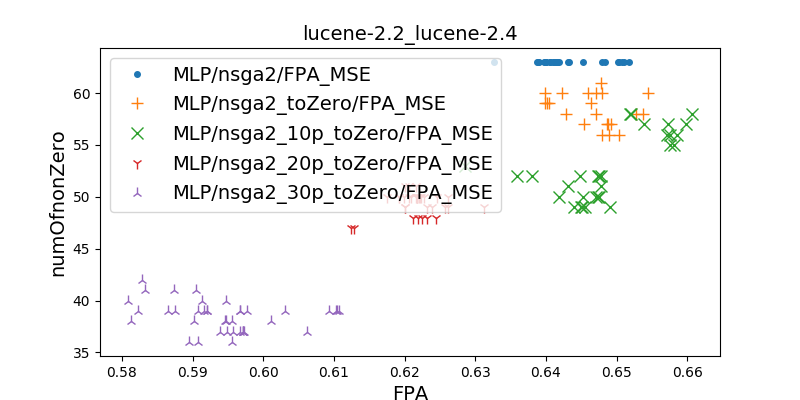 lucene-2.2_lucene-2.4
MLP/nsga2/FPA_MSE
MLP/nsga2_toZero/FPA_MSE
MLP/nsga2_10p_toZero/FPA_MSE
MLP/nsga2_20p_toZero/FPA_MSE
MLP/nsga2_30p_toZero/FPA_MSE
numOfnonZero
60
55
50
45
40
35
0.58 0.59 0.60 0.61 0.62 0.63 0.64 0.65 0.66
FPA